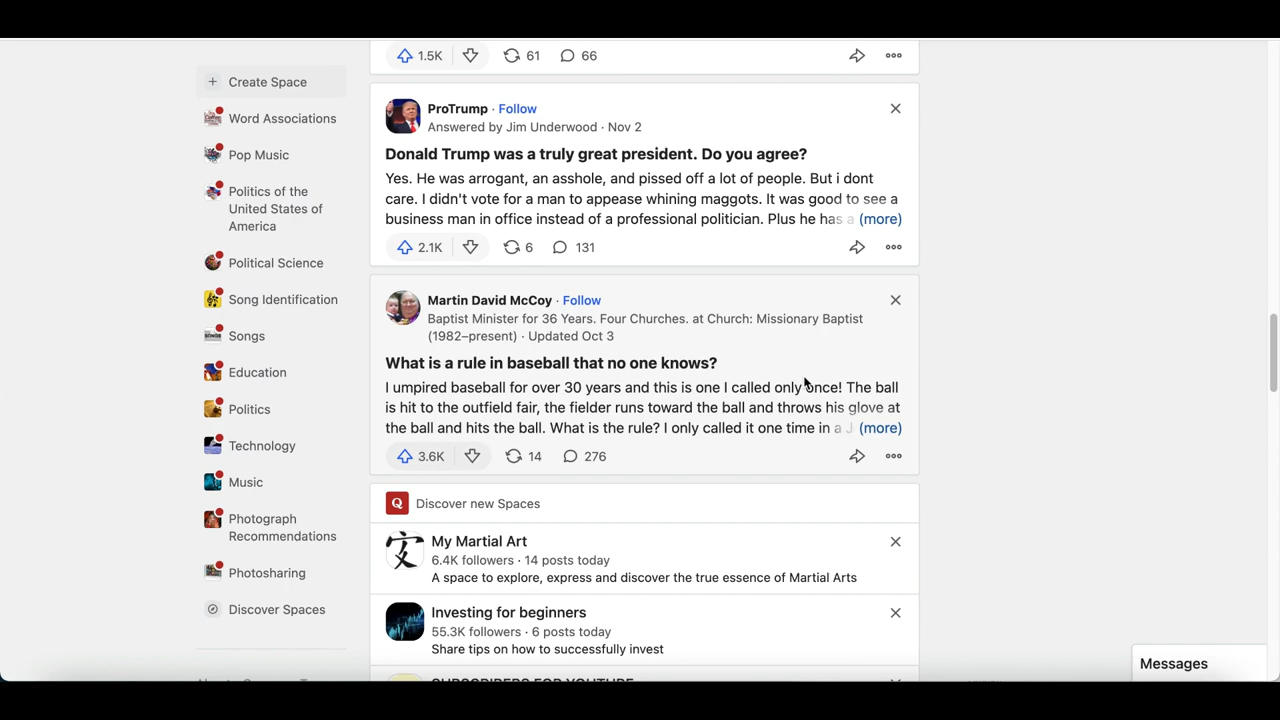 1.5K 61 66
Create Space
Word Associations
Pop Music
Politics of the
United States of
America
Political Science
Song Identification
Songs
Education
Politics
Technology
Music
Photograph
Recommendations
Photosharing
Discover Spaces
ProTrump · Follow
Answered by Jim Underwood · Nov 2
Donald Trump was a truly great president. Do you agree?
Yes. He was arrogant, an asshole, and pissed off a lot of people. But i dont
care. I didn't vote for a man to appease whining maggots. It was good to see a
business man in office instead of a professional politician. Plus he has a (more)
2.1K 6 131
Martin David McCoy · Follow
Baptist Minister for 36 Years. Four Churches. at Church: Missionary Baptist
(1982–present) · Updated Oct 3
What is a rule in baseball that no one knows?
I umpired baseball for over 30 years and this is one I called only once! The ball
is hit to the outfield fair, the fielder runs toward the ball and throws his glove at
the ball and hits the ball. What is the rule? I only called it one time in a J (more)
3.6K 14 276
Q Discover new Spaces
My Martial Art
6.4K followers · 14 posts today
A space to explore, express and discover the true essence of Martial Arts
Investing for beginners
55.3K followers · 6 posts today
Share tips on how to successfully invest
SUBSCRIBERS FOR YOUTUBE
Messages